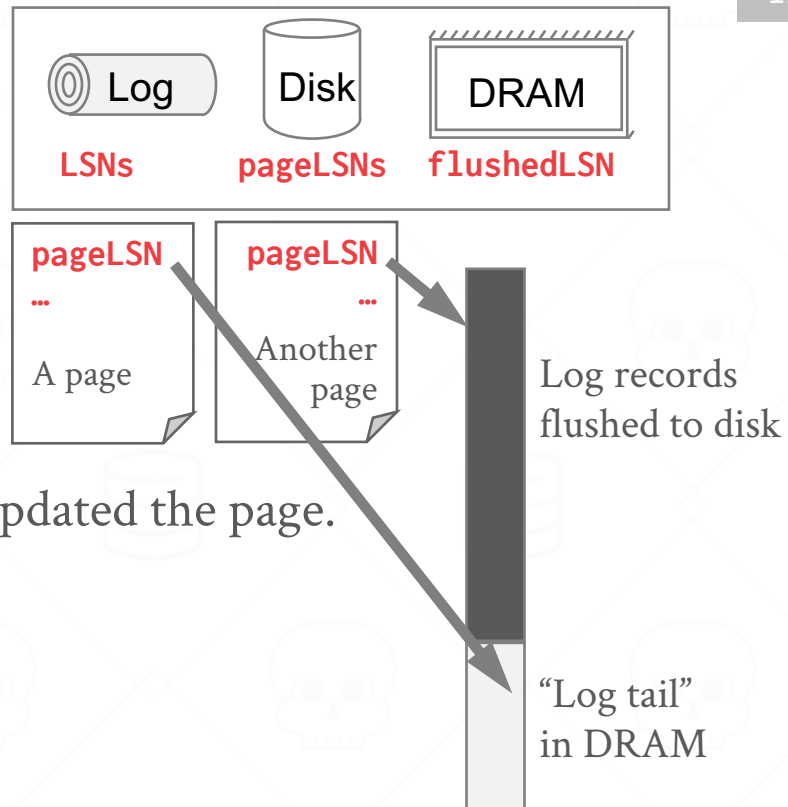 Log
Disk
DRAM
LSNs
pageLSNs
flushedLSN
pageLSN
...
A page
pageLSN
...
Another
page
Log records
flushed to disk
pdated the page.
“Log tail”
in DRAM